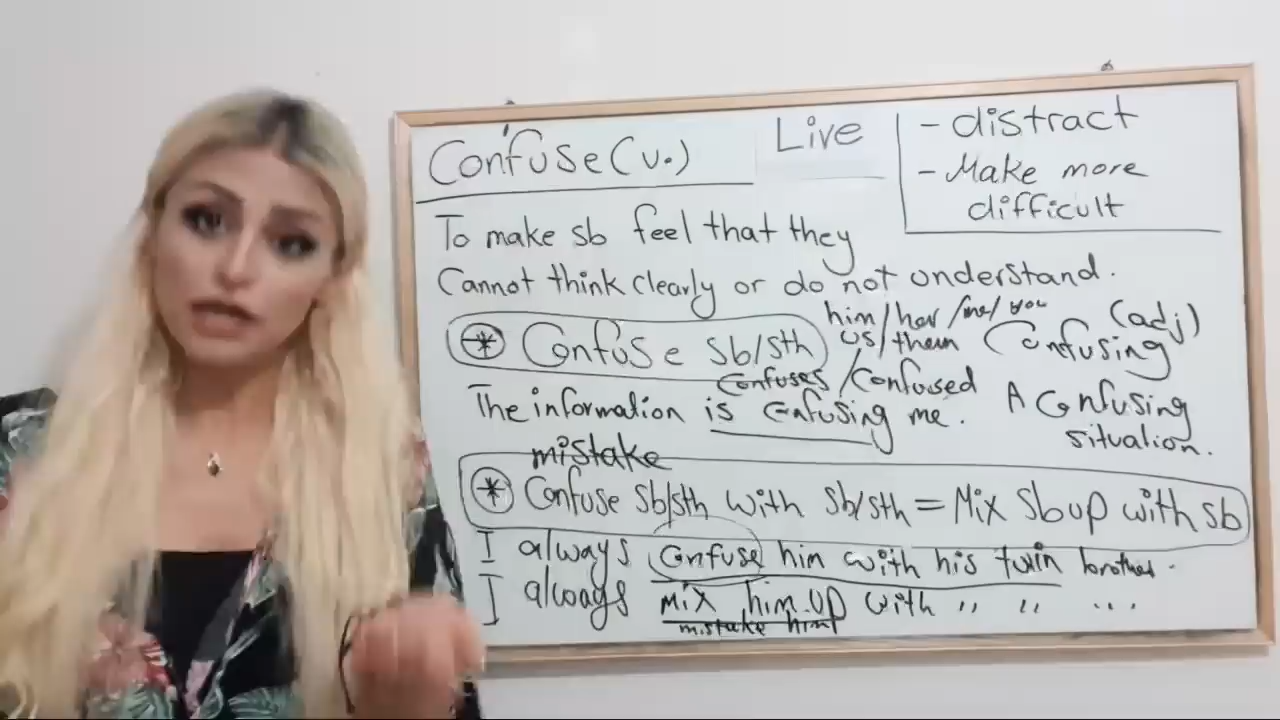 Confuse (v.)
Live
- distract
- Make more
difficult
To make sb feel that they
Cannot think clearly or do not understand.
him/her/me/you
us/them
* Confuse sb/sth
(adj)
Confusing
confuses/confused
The information is confusing me.
A Confusing
situation.
mistake
* Confuse sb/sth with sb/sth = Mix sb up with sb
I always confuse him with his twin brother.
I always mix him up with " " ...
mistake him